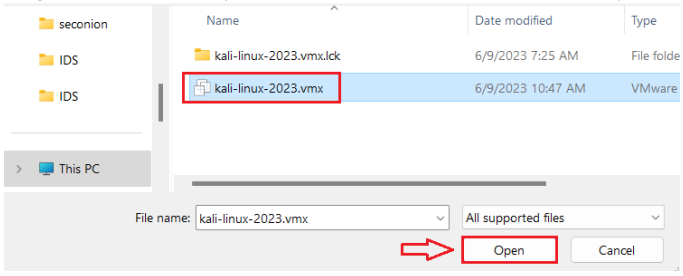 seconion
IDS
IDS
This PC
Name Date modified Type
kali-linux-2023.vmx.lck 6/9/2023 7:25 AM File folde
kali-linux-2023.vmx 6/9/2023 10:47 AM VMware
File name: kali-linux-2023.vmx All supported files
Open Cancel